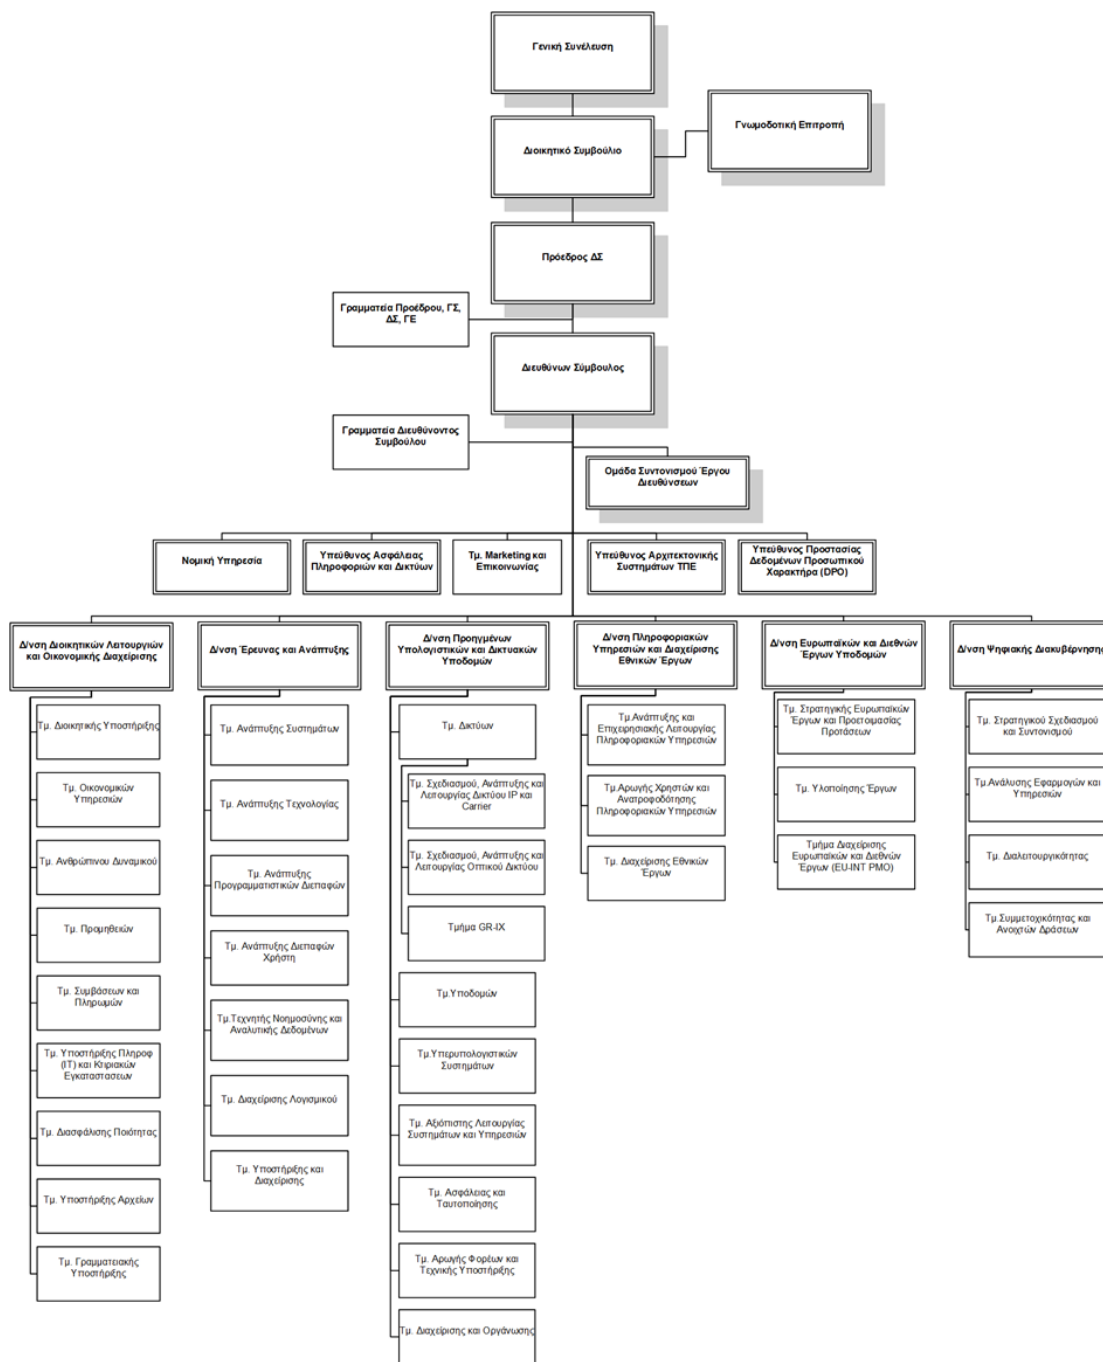 Γενική Συνέλευση
Γνωμοδοτική Επιτροπή
Διοικητικό Συμβούλιο
Πρόεδρος ΔΣ
Γραμματεία Προέδρου, ΓΣ,
ΔΣ, ΓΕ
Διευθύνων Σύμβουλος
Γραμματεία Διευθύνοντος
Συμβούλου
Ομάδα Συντονισμού Έργου
Διευθύνσεων
Νομική Υπηρεσία
Υπεύθυνος Ασφάλειας
Πληροφοριών και Δικτύων
Τμ. Marketing και
Επικοινωνίας
Υπεύθυνος Αρχιτεκτονικής
Συστημάτων ΤΠΕ
Υπεύθυνος Προστασίας
Δεδομένων Προσωπικού
Χαρακτήρα (DPO)
Δ/νση Διοικητικών Λειτουργιών
και Οικονομικής Διαχείρισης
Τμ. Διοικητικής Υποστήριξης
Τμ. Οικονομικών
Υπηρεσιών
Τμ. Ανθρώπινου Δυναμικού
Τμ. Προμηθειών
Τμ. Συμβάσεων και
Πληρωμών
Τμ. Υποστήριξης Πληροφ
(IT) και Κτιριακών
Εγκαταστασεων
Τμ. Διασφάλισης Ποιότητας
Τμ. Υποστήριξης Αρχείων
Τμ. Γραμματειακής
Υποστήριξης
Δ/νση Έρευνας και Ανάπτυξης
Τμ. Ανάπτυξης Συστημάτων
Τμ. Ανάπτυξης Τεχνολογίας
Τμ. Ανάπτυξης
Προγραμματιστικών Διεπαφών
Τμ. Ανάπτυξης Διεπαφών
Χρήστη
Τμ.Τεχνητής Νοημοσύνης και
Αναλυτικής Δεδομένων
Τμ. Διαχείρισης Λογισμικού
Τμ. Υποστήριξης και
Διαχείρισης
Δ/νση Προηγμένων
Υπολογιστικών και Δικτυακών
Υποδομών
Τμ. Δικτύων
Τμ. Σχεδιασμού, Ανάπτυξης και
Λειτουργίας Δικτύου IP και
Carrier
Τμ. Σχεδιασμού, Ανάπτυξης και
Λειτουργίας Οπτικού Δικτύου
Τμήμα GR-IX
Τμ.Υποδομών
Τμ.Υπερυπολογιστικών
Συστημάτων
Τμ. Αξιόπιστης Λειτουργίας
Συστημάτων και Υπηρεσιών
Τμ. Ασφάλειας και
Ταυτοποίησης
Τμ. Αρωγής Φορέων και
Τεχνικής Υποστήριξης
Τμ. Διαχείρισης και Οργάνωσης
Δ/νση Πληροφοριακών
Υπηρεσιών και Διαχείρισης
Εθνικών Έργων
Τμ.Ανάπτυξης και
Επιχειρησιακής Λειτουργίας
Πληροφοριακών Υπηρεσιών
Τμ.Αρωγής Χρηστών και
Ανατροφοδότησης
Πληροφοριακών Υπηρεσιών
Τμ. Διαχείρισης Εθνικών
Έργων
Δ/νση Ευρωπαϊκών και Διεθνών
Έργων Υποδομών
Τμ. Στρατηγικής Ευρωπαϊκών
Έργων και Προετοιμασίας
Προτάσεων
Τμ. Υλοποίησης Έργων
Τμήμα Διαχείρισης
Ευρωπαϊκών και Διεθνών
Έργων (EU-INT PMO)
Δ/νση Ψηφιακής Διακυβέρνησης
Τμ. Στρατηγικού Σχεδιασμού
και Συντονισμού
Τμ.Ανάλυσης Εφαρμογών και
Υπηρεσιών
Τμ. Διαλειτουργικότητας
Τμ.Συμμετοχικότητας και
Ανοιχτών Δράσεων